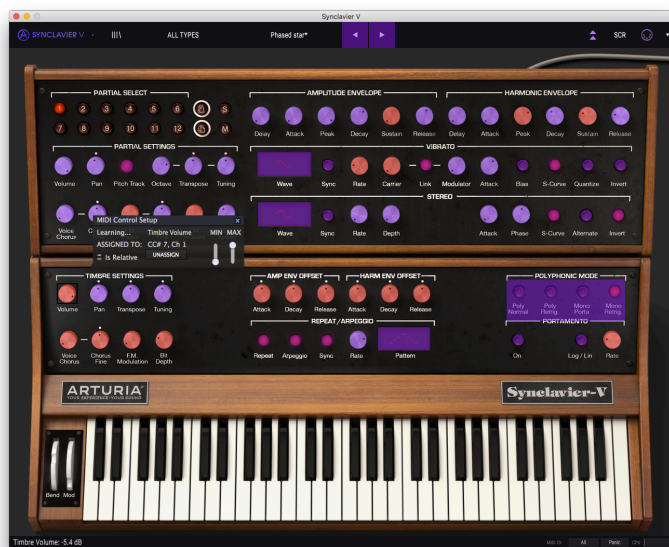 Synclavier V
SYNCLAVIER V
ALL TYPES
Phased star*
SCR
PARTIAL SELECT
1 2 3 4 5 6 S
7 8 9 10 11 12 M
AMPLITUDE ENVELOPE
Delay Attack Peak Decay Sustain Release
HARMONIC ENVELOPE
Delay Attack Peak Decay Sustain Release
PARTIAL SETTINGS
Volume Pan Pitch Track Octave Transpose Tuning
VIBRATO
Wave Sync Rate Carrier Link Modulator Attack Bias S-Curve Quantize Invert
STEREO
Wave Sync Rate Depth Attack Phase S-Curve Alternate Invert
Voice
Chorus
MIDI Control Setup x
Learning... Timbre Volume MIN MAX
ASSIGNED TO: CC# 7, Ch 1
Is Relative UNASSIGN
TIMBRE SETTINGS
Volume Pan Transpose Tuning
Voice
Chorus
Chorus
Fine
F.M.
Modulation
Bit
Depth
AMP ENV OFFSET
Attack Decay Release
HARM ENV OFFSET
Attack Decay Release
REPEAT/ARPEGGIO
Repeat Arpeggio Sync Rate Pattern
POLYPHONIC MODE
Poly
Normal
Poly
Retrig.
Mono
Porta
Mono
Retrig.
PORTAMENTO
On Log / Lin Rate
ARTURIA
YOUR EXPERIENCE • YOUR SOUND
Synclavier-V
Bend Mod
Timbre Volume: -5.4 dB
MIDI Ch All Panic CPU